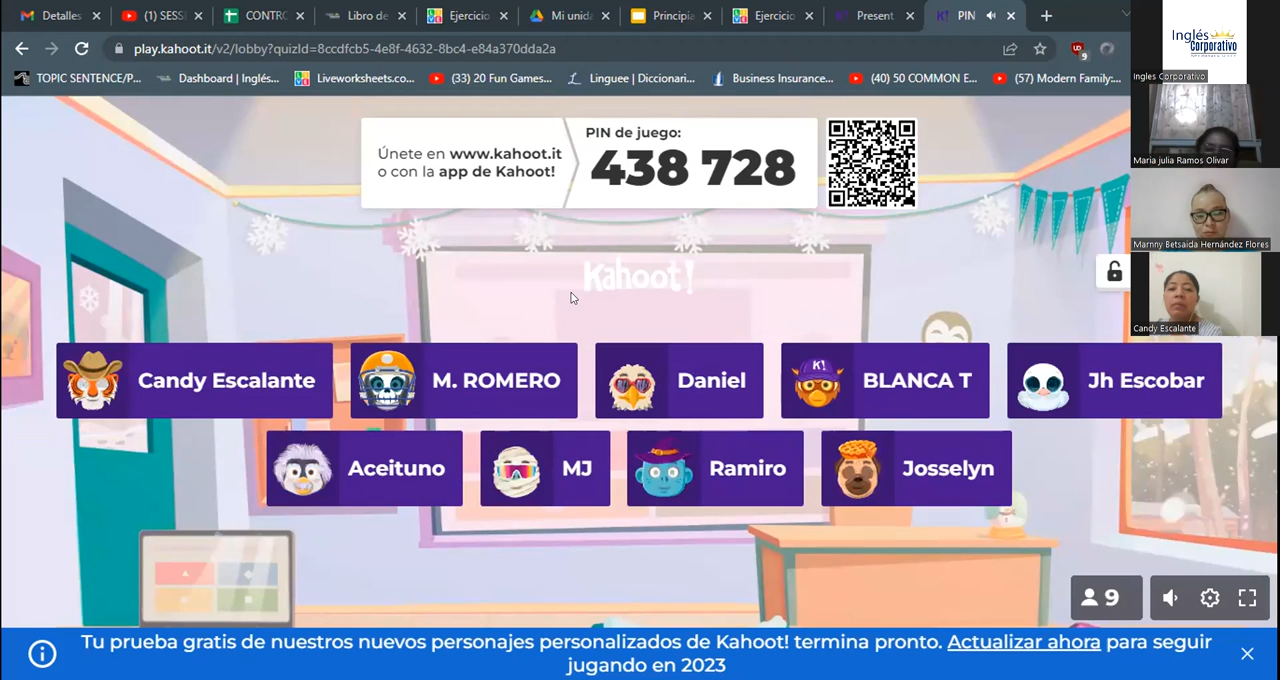 Detalles
(1) SESS
CONTRO
Libro de
Ejercicio
Mi unida
Principia
Ejercicio
Present
PIN
play.kahoot.it/v2/lobby?quizId=8ccdfcb5-4e8f-4632-8bc4-e84a370dda2a
9
TOPIC SENTENCE/P...
Dashboard | Inglés...
Liveworksheets.co...
(33) 20 Fun Games...
Linguee | Diccionari...
Business Insurance...
(40) 50 COMMON E...
(57) Modern Family:...
Inglés
Corporativo
Ingles Corporativo
Maria julia Ramos Olivar
Marnny Betsaida Hernández Flores
Candy Escalante
Únete en www.kahoot.it
o con la app de Kahoot!
PIN de juego:
438 728
Kahoot!
Candy Escalante
M. ROMERO
Daniel
K!
BLANCA T
Jh Escobar
Aceituno
MJ
Ramiro
Josselyn
9
Tu prueba gratis de nuestros nuevos personajes personalizados de Kahoot! termina pronto. Actualizar ahora para seguir
jugando en 2023